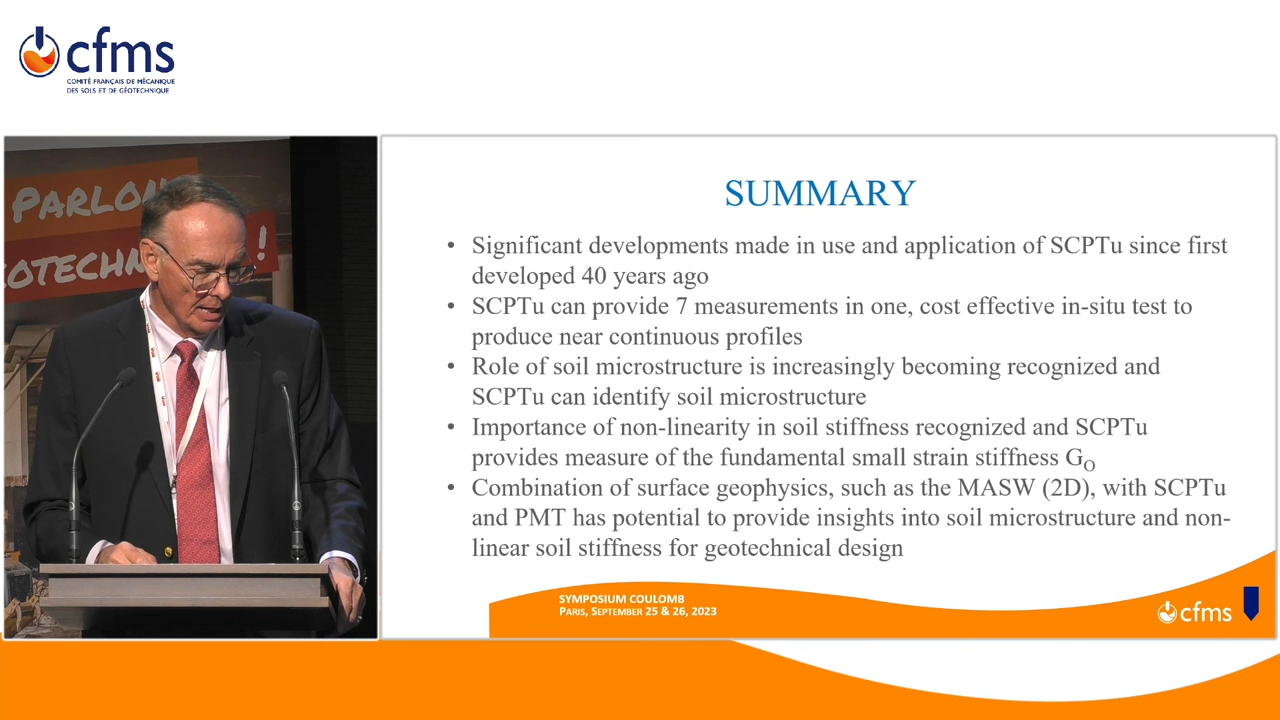 cfms
COMITÉ FRANÇAIS DE MÉCANIQUE
DES SOLS ET DE GÉOTECHNIQUE
PARLON
OTECHN !
SUMMARY
• Significant developments made in use and application of SCPTu since first
developed 40 years ago
• SCPTu can provide 7 measurements in one, cost effective in-situ test to
produce near continuous profiles
• Role of soil microstructure is increasingly becoming recognized and
SCPTu can identify soil microstructure
• Importance of non-linearity in soil stiffness recognized and SCPTu
provides measure of the fundamental small strain stiffness GO
• Combination of surface geophysics, such as the MASW (2D), with SCPTu
and PMT has potential to provide insights into soil microstructure and non-
linear soil stiffness for geotechnical design
SYMPOSIUM COULOMB
PARIS, SEPTEMBER 25 & 26, 2023
cfms